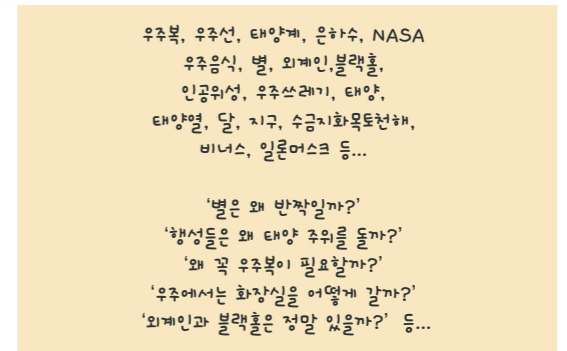 우주복, 우주선, 태양계, 은하수, NASA
우주음식, 별, 외계인,블랙홀,
인공위성, 우주쓰레기, 태양,
태양열, 달, 지구, 수금지화목토천해,
비너스, 일론머스크 등...
‘별은 왜 반짝일까?’
‘행성들은 왜 태양 주위를 돌까?’
‘왜 꼭 우주복이 필요할까?’
‘우주에서는 화장실을 어떻게 갈까?’
‘외계인과 블랙홀은 정말 있을까?’ 등...